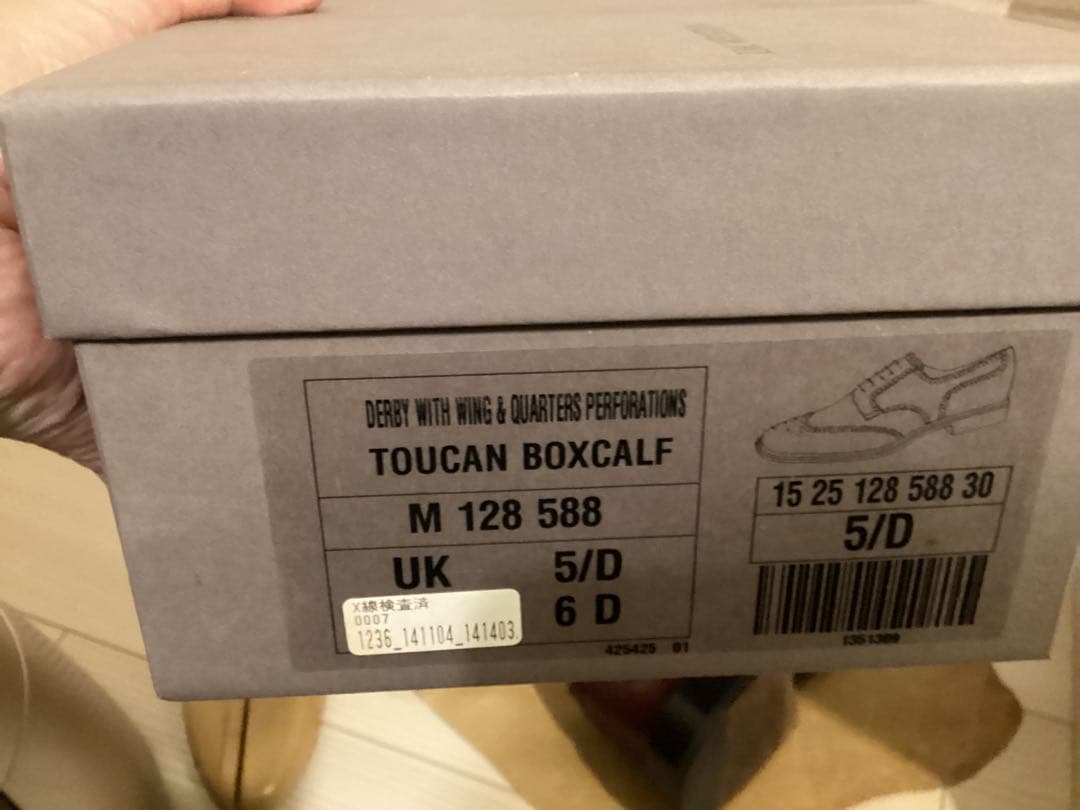 DERBY WITH WING & QUARTERS PERFORATIONS
TOUCAN BOXCALF
M 128 588
UK 5/D
6 D
X線検査済
0007
1236_141104_141403
425425 01
15 25 128 588 30
5/D
1351309